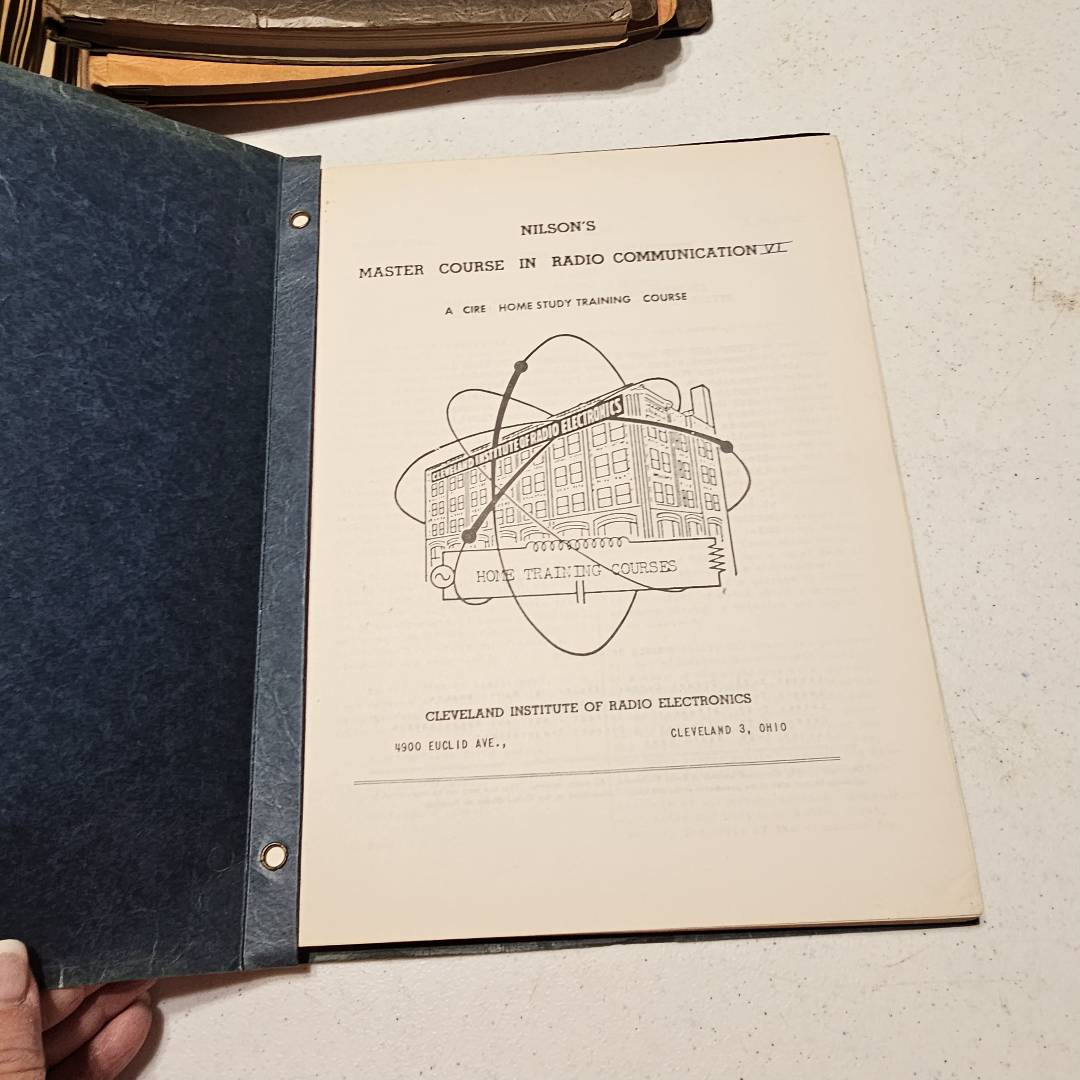 NILSON'S
MASTER COURSE IN RADIO COMMUNICATION VI
A CIRE HOME STUDY TRAINING COURSE
CLEVELAND INSTITUTE OF RADIO ELECTRONICS
HOME TRAINING COURSES
CLEVELAND INSTITUTE OF RADIO ELECTRONICS
4900 EUCLID AVE., CLEVELAND 3, OHIO